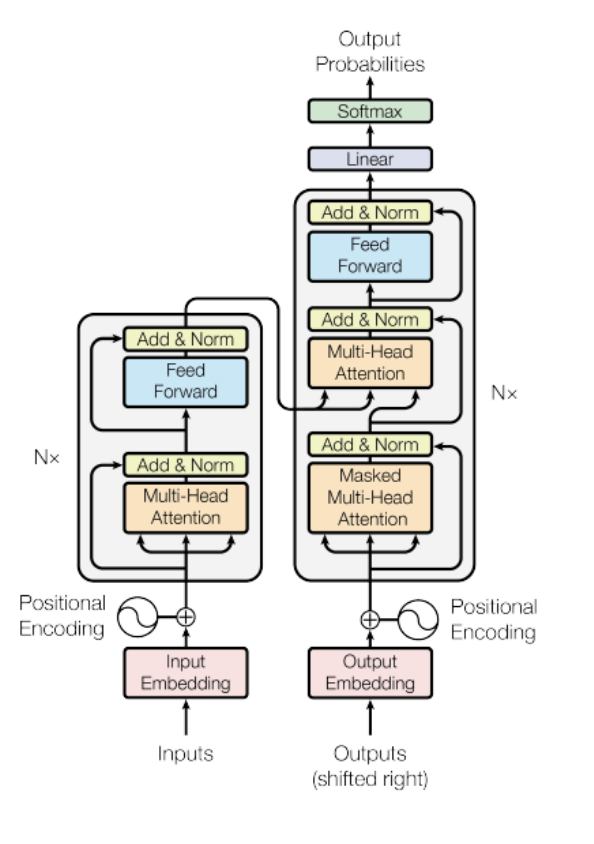 Output
Probabilities
Softmax
Linear
Add & Norm
Feed
Forward
Add & Norm
Multi-Head
Attention
Add & Norm
Masked
Multi-Head
Attention
N×
Add & Norm
Feed
Forward
Add & Norm
Multi-Head
Attention
Nx
Positional
Encoding
Positional
Encoding
Input
Embedding
Output
Embedding
Inputs
Outputs
(shifted right)